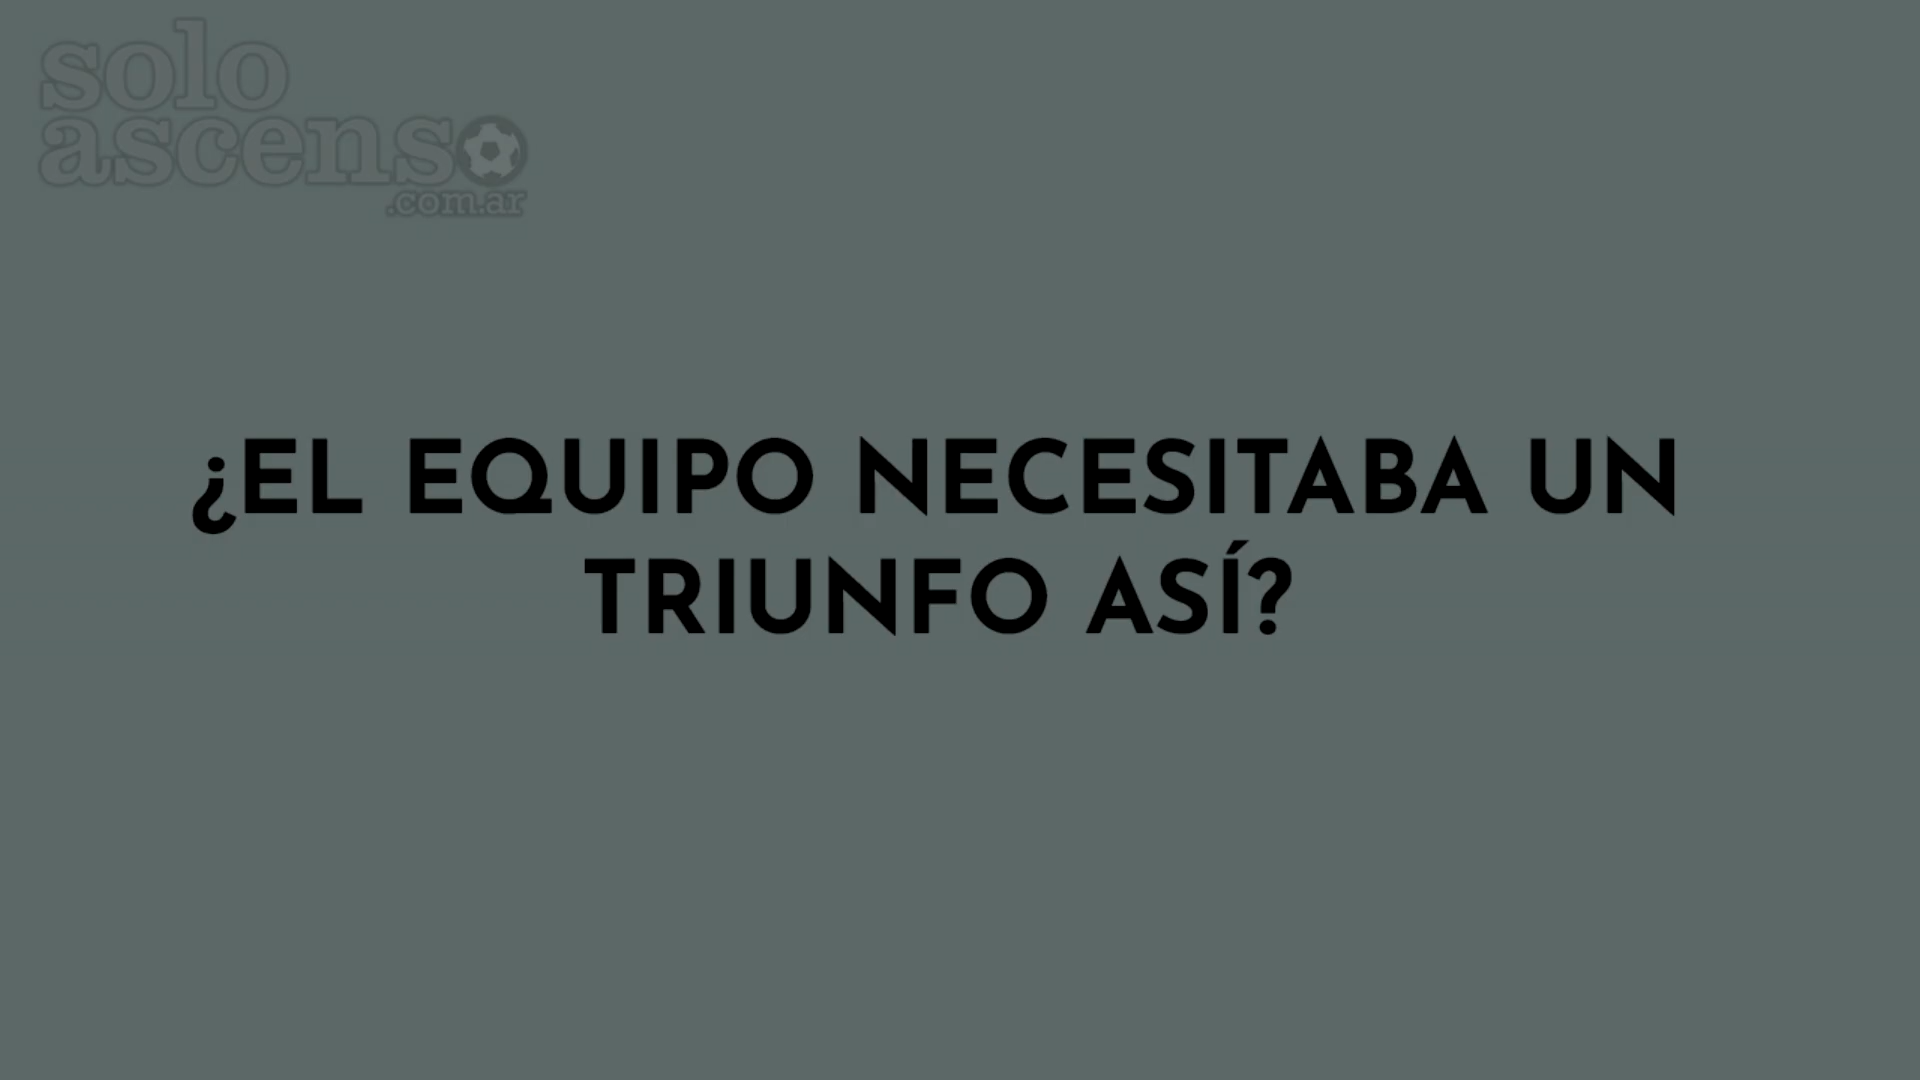 solo
ascenso
.com.ar
¿EL EQUIPO NECESITABA UN
TRIUNFO ASÍ?